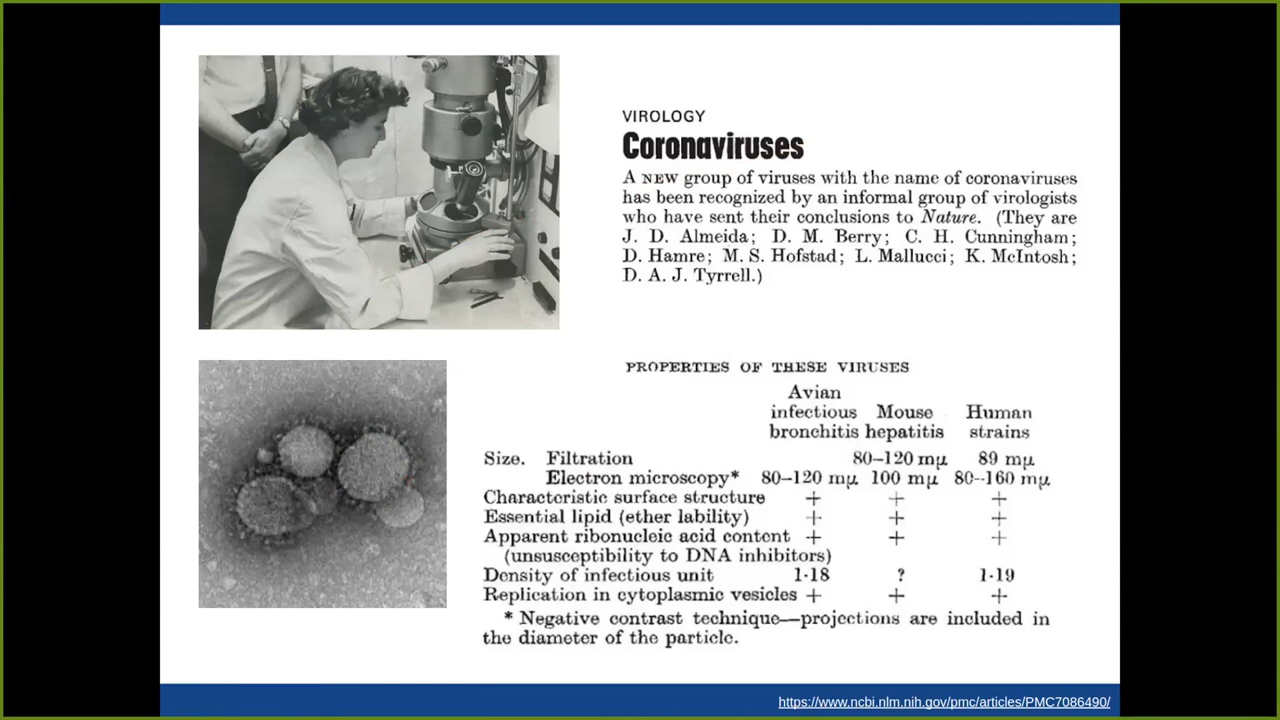 VIROLOGY
Coronaviruses
A NEW group of viruses with the name of coronaviruses
has been recognized by an informal group of virologists
who have sent their conclusions to Nature. (They are
J. D. Almeida; D. M. Berry; C. H. Cunningham;
D. Hamre; M. S. Hofstad; L. Mallucci; K. McIntosh;
D. A. J. Tyrrell.)
PROPERTIES OF THESE VIRUSES
Avian
infectious Mouse Human
bronchitis hepatitis strains
Size. Filtration 80–120 mμ 89 mμ
Electron microscopy* 80–120 mμ 100 mμ 80–160 mμ
Characteristic surface structure + + +
Essential lipid (ether lability) + + +
Apparent ribonucleic acid content + + +
(unsusceptibility to DNA inhibitors)
Density of infectious unit 1·18 ? 1·19
Replication in cytoplasmic vesicles + + +
* Negative contrast technique—projections are included in
the diameter of the particle.
https://www.ncbi.nlm.nih.gov/pmc/articles/PMC7086490/